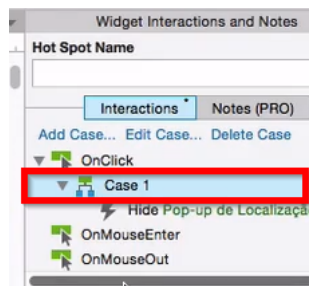 Widget Interactions and Notes
Hot Spot Name
Interactions * Notes (PRO)
Add Case... Edit Case... Delete Case
OnClick
Case 1
Hide Pop-up de Localizaçã
OnMouseEnter
OnMouseOut